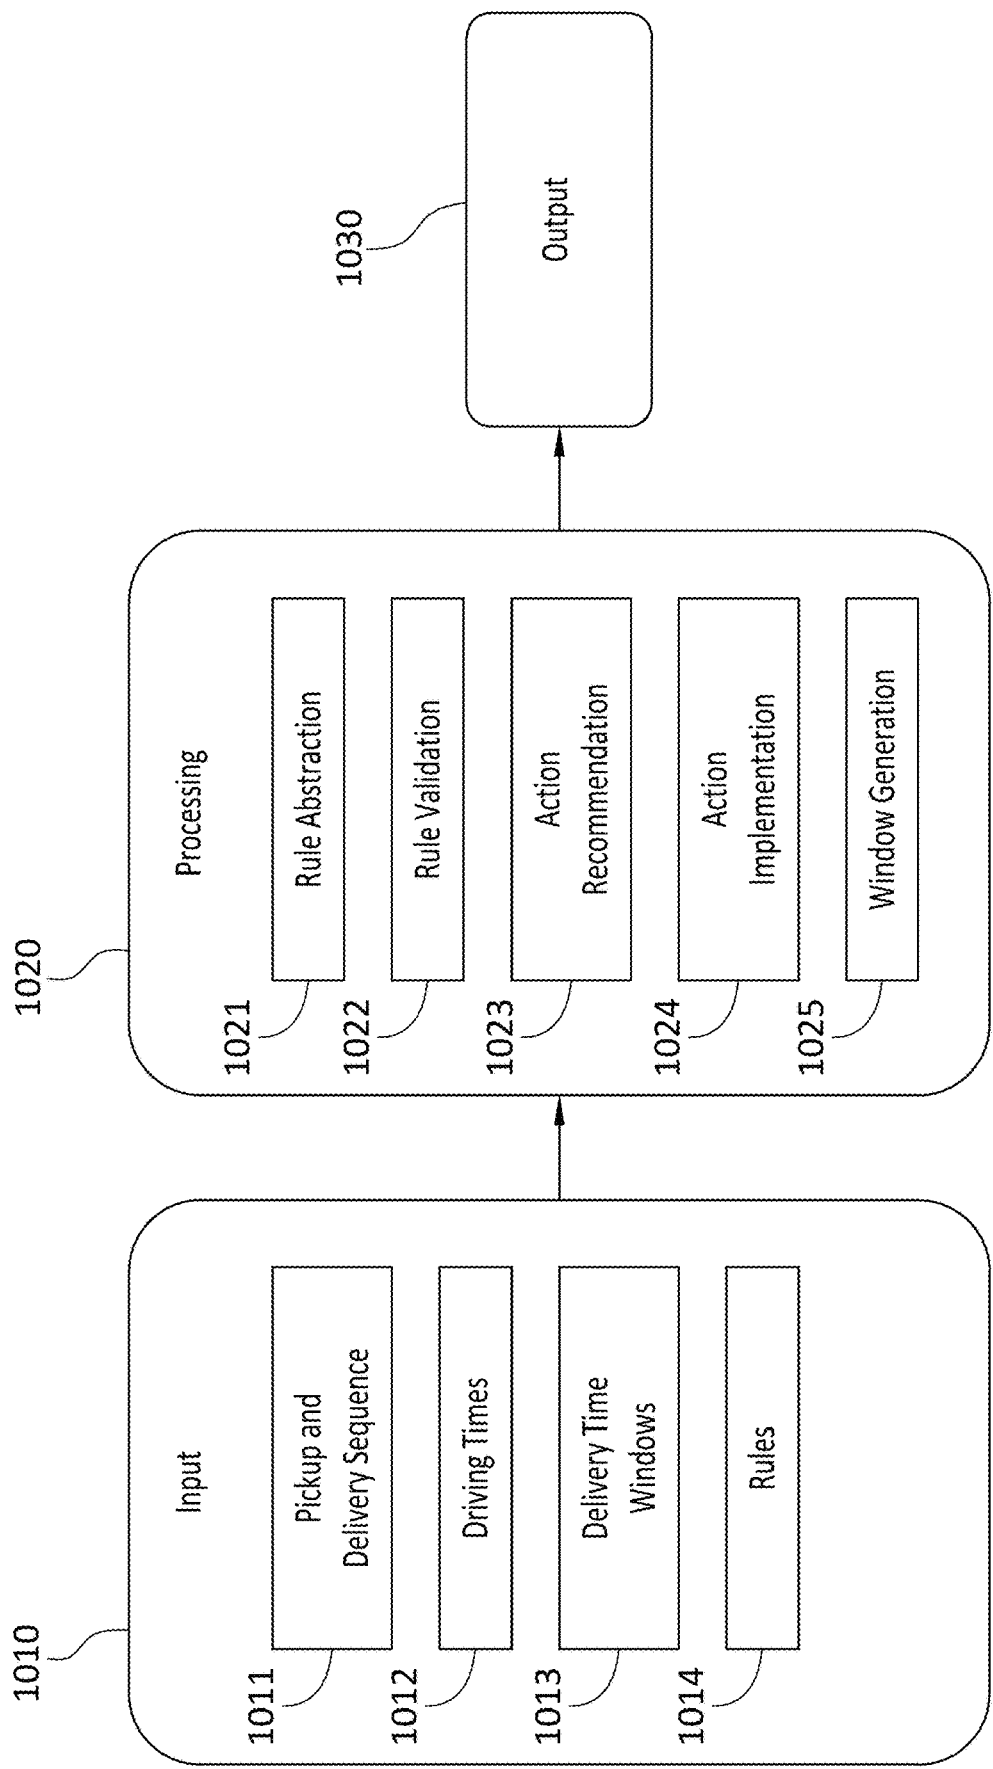 1010
Input
1011
Pickup and
Delivery Sequence
1012
Driving Times
1013
Delivery Time
Windows
1014
Rules
1020
Processing
1021
Rule Abstraction
1022
Rule Validation
1023
Action
Recommendation
1024
Action
Implementation
1025
Window Generation
1030
Output